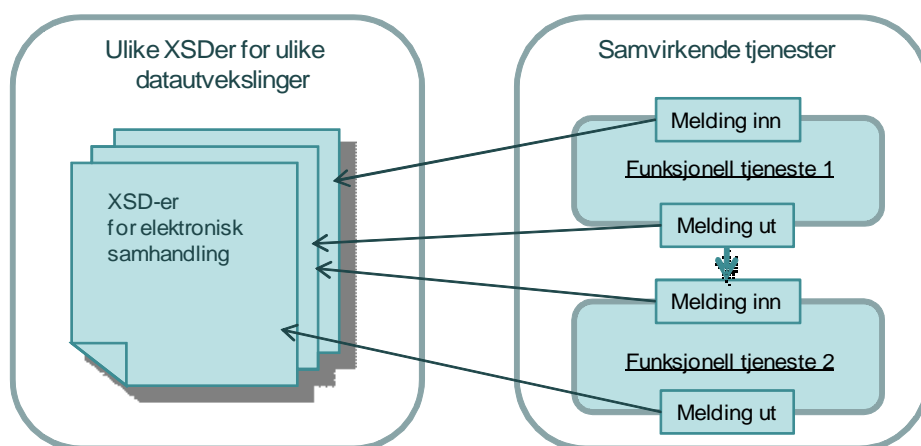 Ulike XSDer for ulike
datautvekslinger
XSD-er
for elektronisk
samhandling
Samvirkende tjenester
Melding inn
Funksjonell tjeneste 1
Melding ut
Melding inn
Funksjonell tjeneste 2
Melding ut